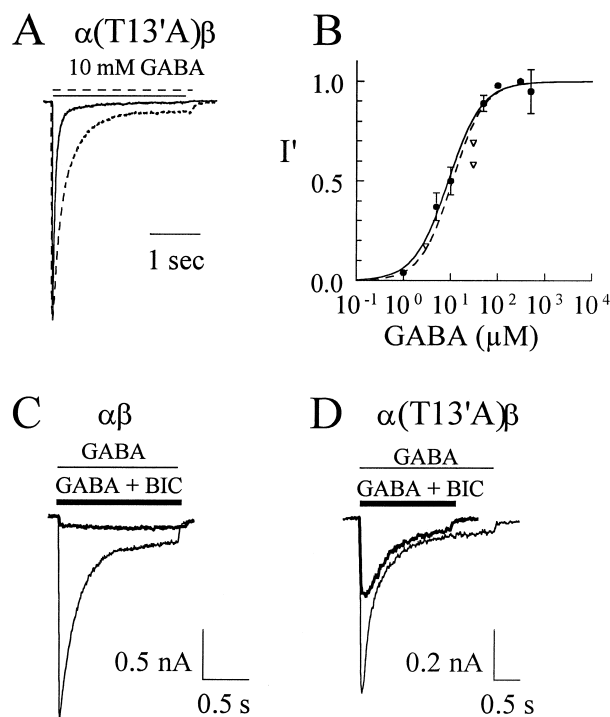 A
α(T13'A)β
10 mM GABA
1 sec
B
I'
1.0
0.5
0.0
10⁻¹ 10⁰ 10¹ 10² 10³ 10⁴
GABA (µM)
C
αβ
GABA
GABA + BIC
0.5 nA
0.5 s
D
α(T13'A)β
GABA
GABA + BIC
0.2 nA
0.5 s